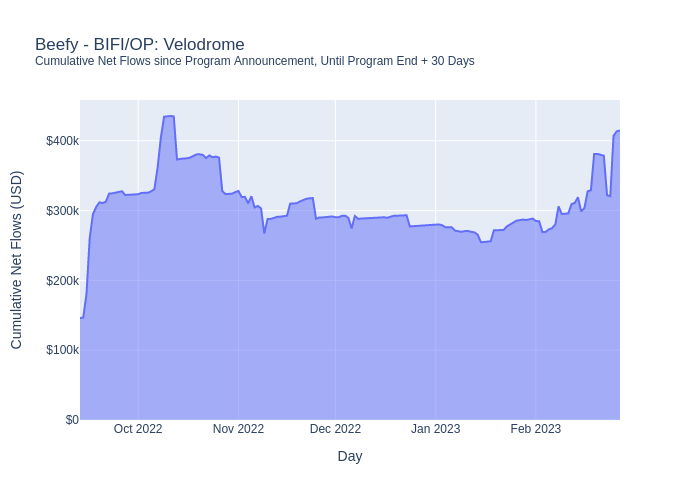 Beefy - BIFI/OP: Velodrome
Cumulative Net Flows since Program Announcement, Until Program End + 30 Days
Cumulative Net Flows (USD)
$400k
$300k
$200k
$100k
$0
Oct 2022
Nov 2022
Dec 2022
Jan 2023
Feb 2023
Day